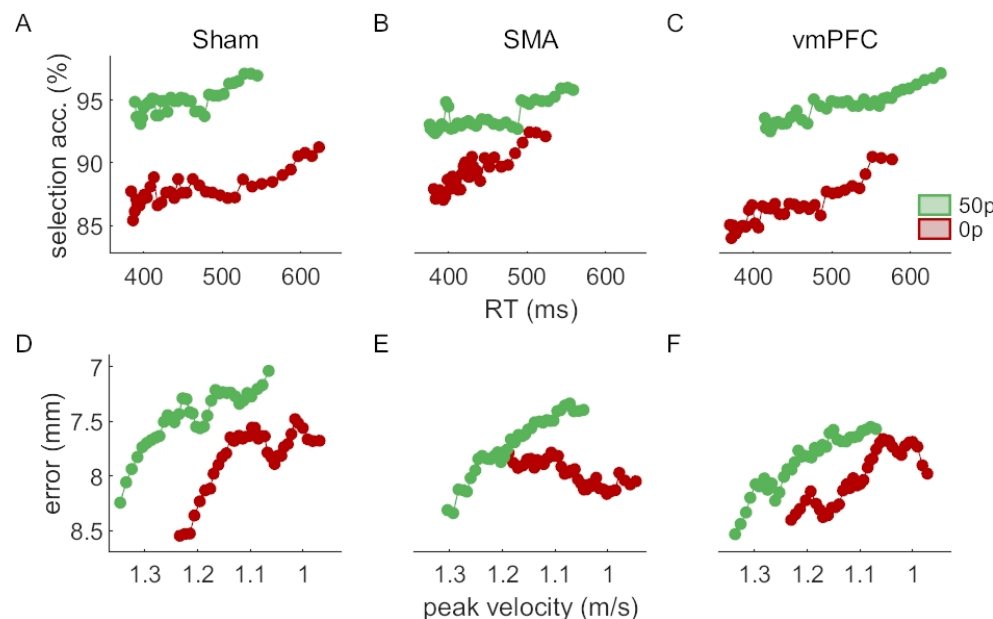 A
B
C
Sham
SMA
vmPFC
selection acc. (%)
95
90
85
400
500
600
400
500
600
400
500
600
RT (ms)
50p
0p
D
E
F
error (mm)
7
7.5
8
8.5
1.3
1.2
1.1
1
1.3
1.2
1.1
1
1.3
1.2
1.1
1
peak velocity (m/s)